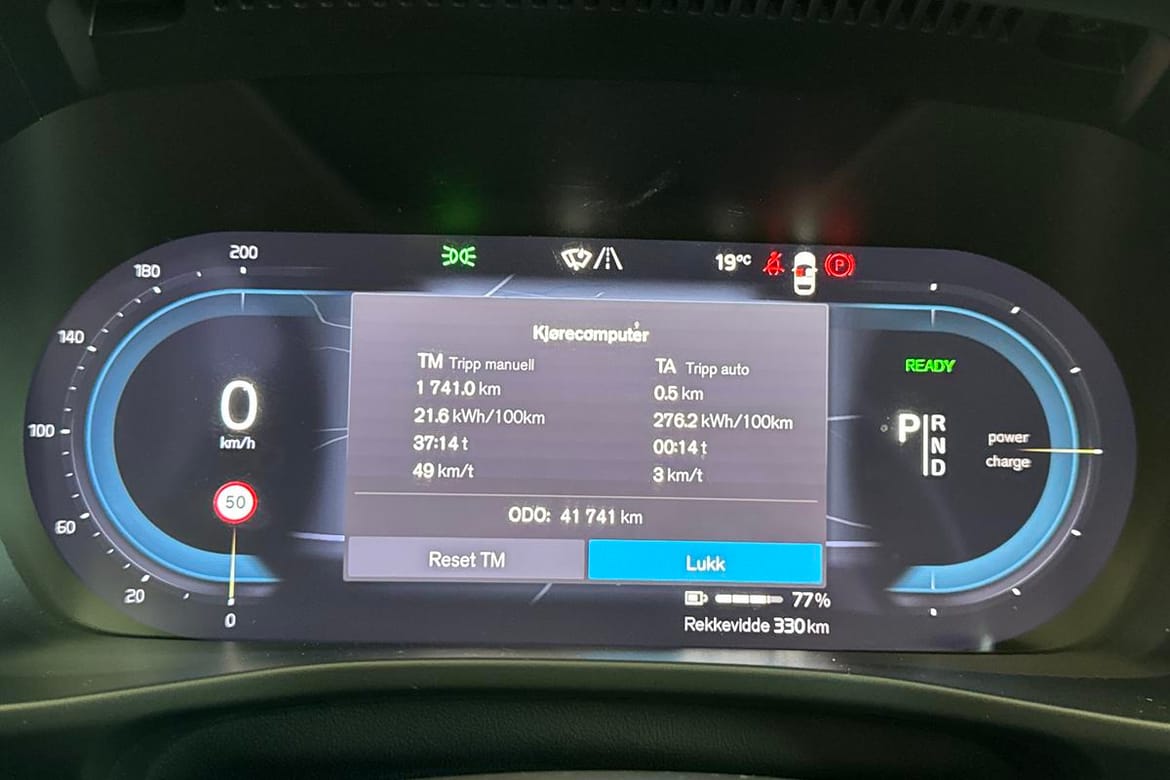 200
180
140
100
60
20
0
19°C
P
0
km/h
50
Kjørecomputer
TM Tripp manuell
1 741.0 km
21.6 kWh/100km
37:14 t
49 km/t
TA Tripp auto
0.5 km
276.2 kWh/100km
00:14 t
3 km/t
ODO: 41 741 km
Reset TM
Lukk
77%
Rekkevidde 330 km
READY
P R
N
D
power
charge